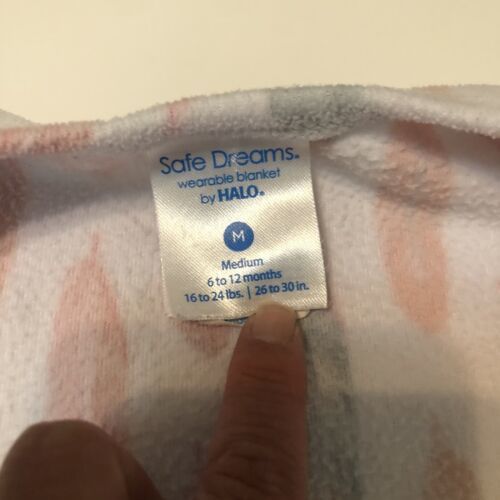 Safe Dreams®
wearable blanket
by HALO®
M
Medium
6 to 12 months
16 to 24 lbs. | 26 to 30 in.